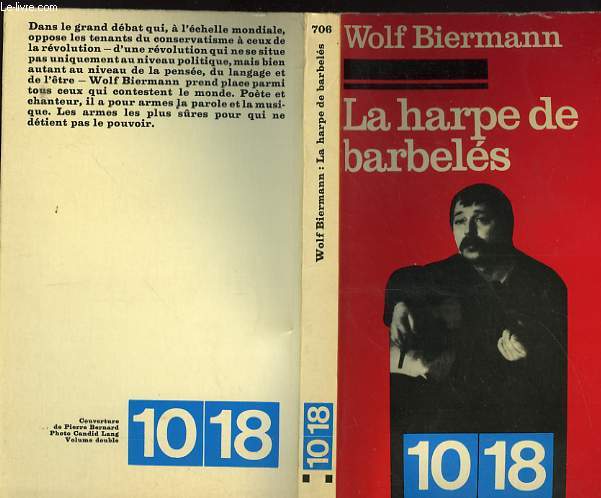 Dans le grand débat qui, à l'échelle mondiale,
oppose les tenants du conservatisme à ceux de
la révolution – d'une révolution qui ne se situe
pas uniquement au niveau politique, mais bien
autant au niveau de la pensée, du langage et
de l'être – Wolf Biermann prend place parmi
tous ceux qui contestent le monde. Poète et
chanteur, il a pour armes la parole et la musi-
que. Les armes les plus sûres pour qui ne
détient pas le pouvoir.
Couverture
de Pierre Bernard
Photo Candid Lang
Volume double
10 18
706
Wolf Biermann : La harpe de barbelés
10 18
Wolf Biermann
La harpe de
barbelés
10 18
Le-livre.com